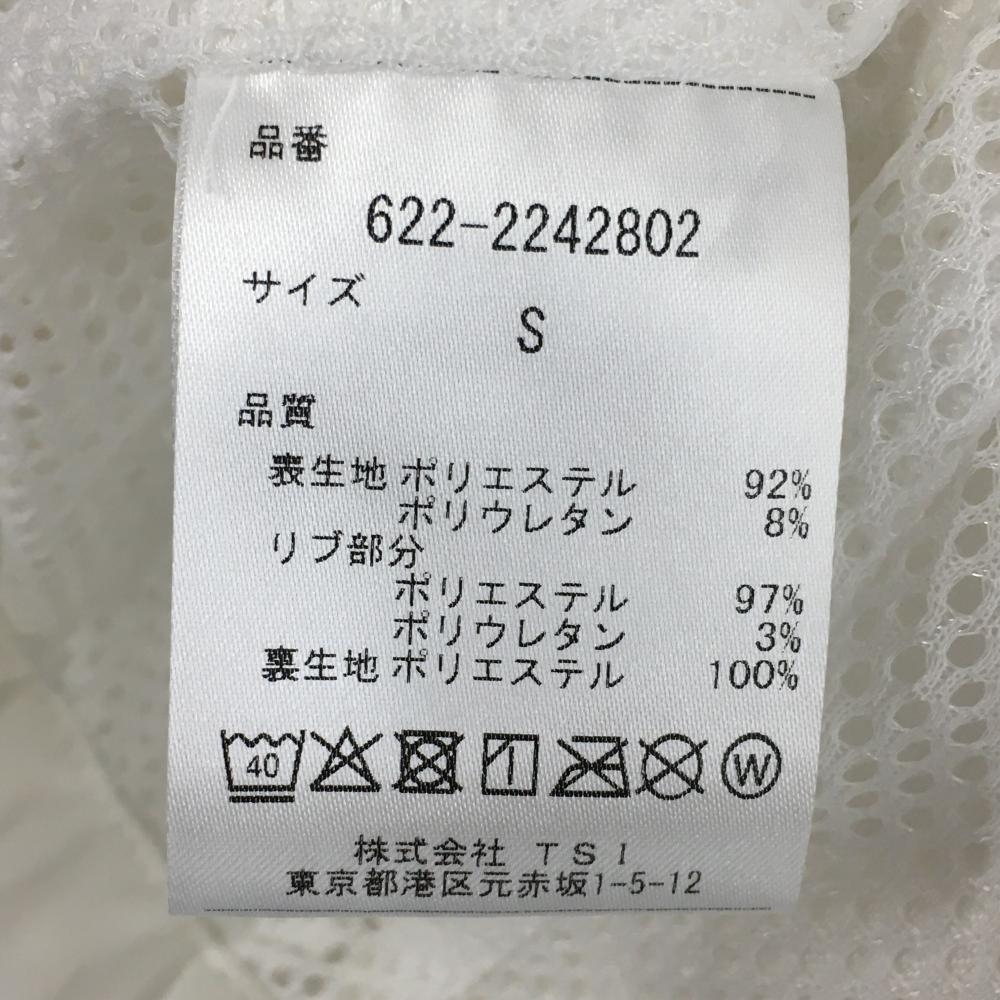 品番
622-2242802
サイズ
S
品質
表生地 ポリエステル 92%
ポリウレタン 8%
リブ部分
ポリエステル 97%
ポリウレタン 3%
裏生地 ポリエステル 100%
40 W
株式会社 TSI
東京都港区元赤坂1-5-12